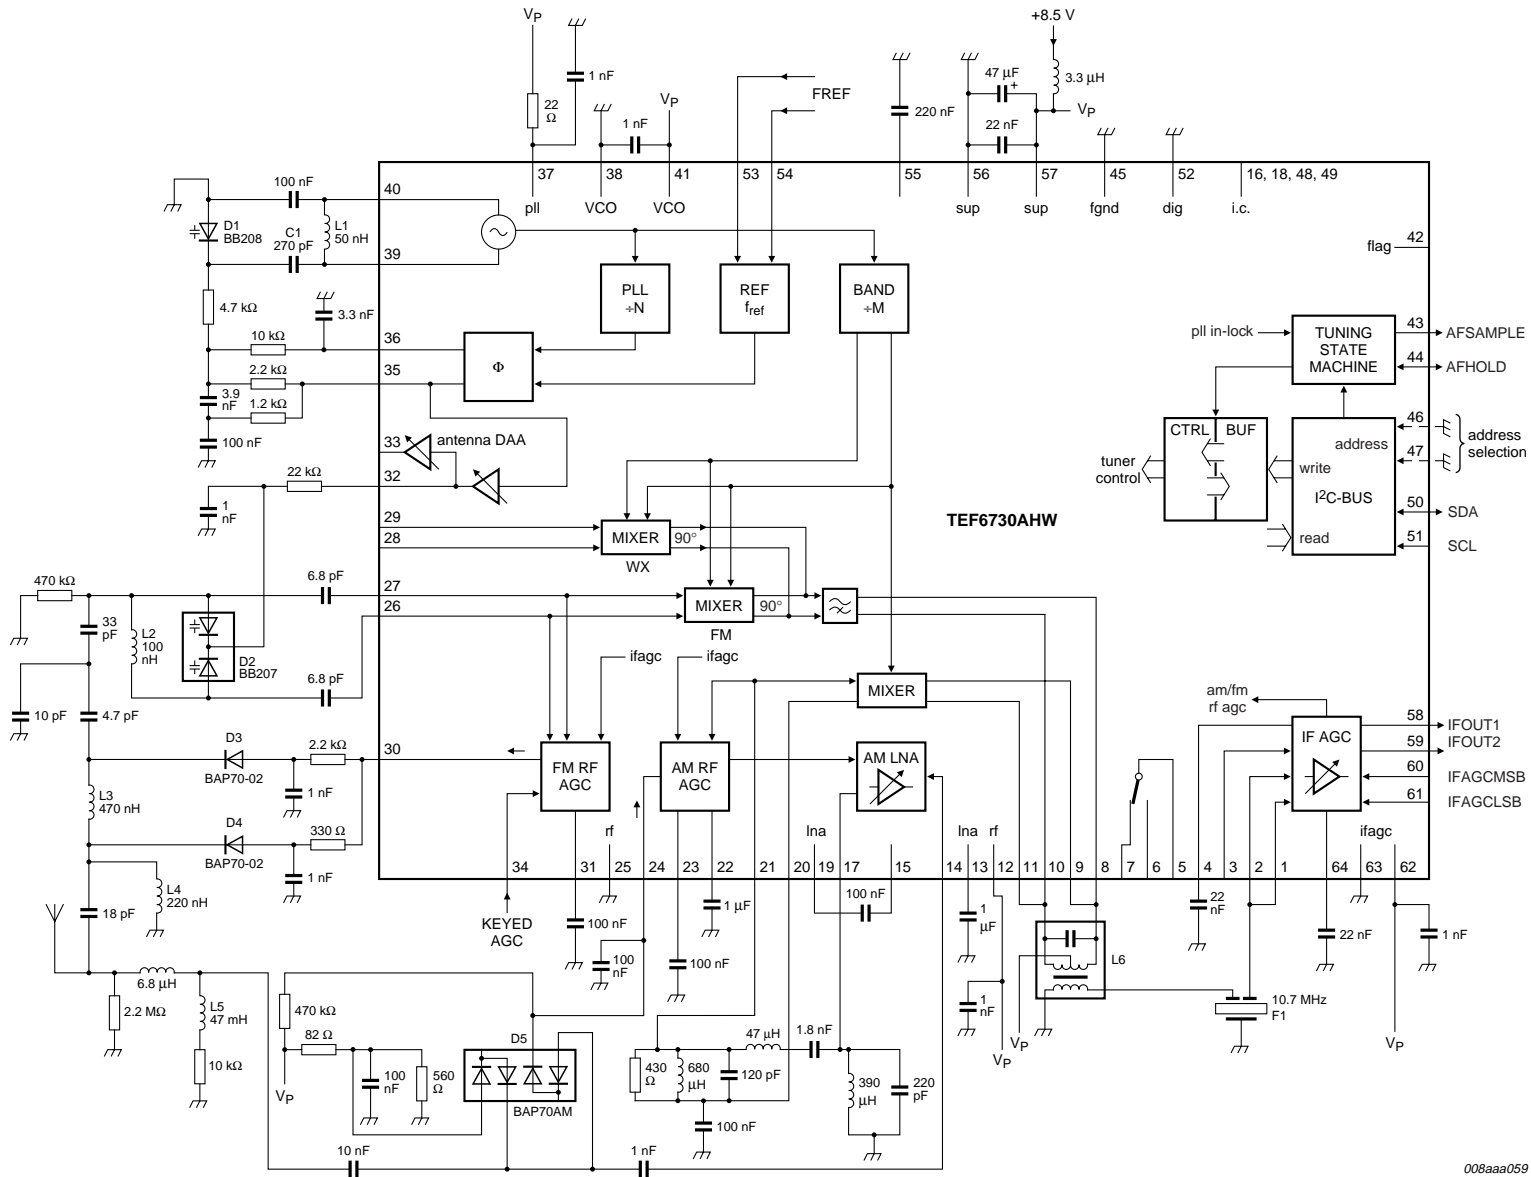 V_P
1 nF
22
Ω
+8.5 V
47 μF
+
3.3 μH
V_P
22 nF
FREF
220 nF
1 nF
V_P
37
38
41
53
54
55
56
57
45
52
16, 18, 48, 49
pll
VCO
VCO
sup
sup
fgnd
dig
i.c.
100 nF
40
D1
BB208
C1
270 pF
L1
50 nH
39
4.7 kΩ
3.3 nF
10 kΩ
36
2.2 kΩ
35
3.9
nF
1.2 kΩ
100 nF
PLL
÷N
REF
f_ref
BAND
÷M
Φ
flag
42
pll in-lock
TUNING
STATE
MACHINE
43
AFSAMPLE
44
AFHOLD
CTRL
BUF
address
46
47
address
selection
tuner
control
write
I²C-BUS
read
50
SDA
51
SCL
33
antenna DAA
32
22 kΩ
1
nF
29
28
MIXER
90°
WX
TEF6730AHW
470 kΩ
6.8 pF
27
26
MIXER
90°
FM
33
pF
L2
100
nH
D2
BB207
6.8 pF
10 pF
4.7 pF
ifagc
ifagc
MIXER
am/fm
rf agc
D3
BAP70-02
2.2 kΩ
30
1 nF
L3
470 nH
D4
BAP70-02
330 Ω
1 nF
FM RF
AGC
AM RF
AGC
AM LNA
IF AGC
58
IFOUT1
59
IFOUT2
60
IFAGCMSB
61
IFAGCLSB
rf
lna
lna
rf
ifagc
34
31
25
24
23
22
21
20
19
17
15
14
13
12
11
10
9
8
7
6
5
4
3
2
1
64
63
62
L4
220 nH
18 pF
KEYED
AGC
100 nF
1 μF
100 nF
100
nF
100 nF
1
μF
22
nF
22 nF
1 nF
6.8 μH
2.2 MΩ
L5
47 mH
10 kΩ
470 kΩ
82 Ω
V_P
100
nF
560
Ω
D5
BAP70AM
47 μH
1.8 nF
430
Ω
680
μH
120 pF
100 nF
390
μH
220
pF
1
nF
V_P
V_P
L6
10.7 MHz
F1
V_P
10 nF
1 nF
008aaa059